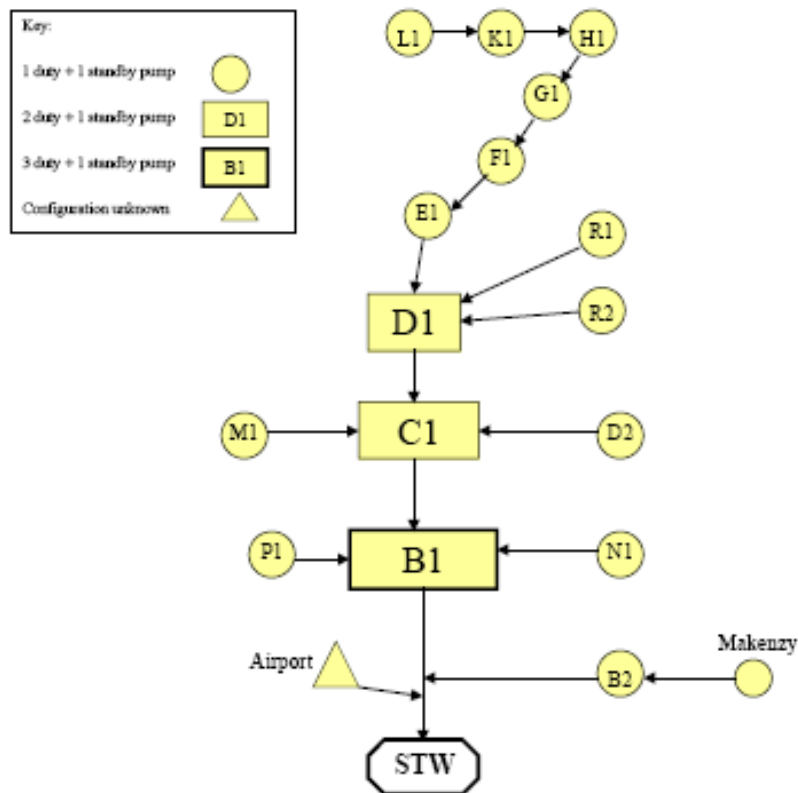 Key:
1 duty + 1 standby pump
2 duty + 1 standby pump
D1
3 duty + 1 standby pump
B1
Configuration unknown
L1
K1
H1
G1
F1
E1
R1
R2
D1
M1
C1
D2
P1
B1
N1
Airport
B2
Makenzy
STW